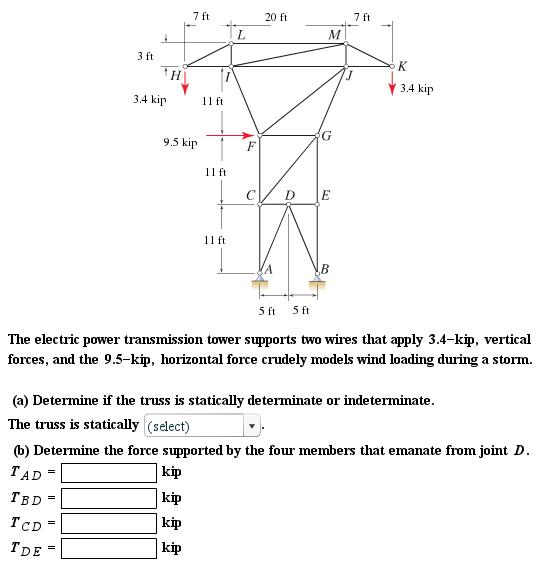 7 ft 20 ft 7 ft
L M
3 ft
H I J K
3.4 kip 11 ft 3.4 kip
9.5 kip F G
11 ft
C D E
11 ft
A B
5 ft 5 ft
The electric power transmission tower supports two wires that apply 3.4-kip, vertical
forces, and the 9.5-kip, horizontal force crudely models wind loading during a storm.
(a) Determine if the truss is statically determinate or indeterminate.
The truss is statically (select) .
(b) Determine the force supported by the four members that emanate from joint D.
T AD = kip
T BD = kip
T CD = kip
T DE = kip